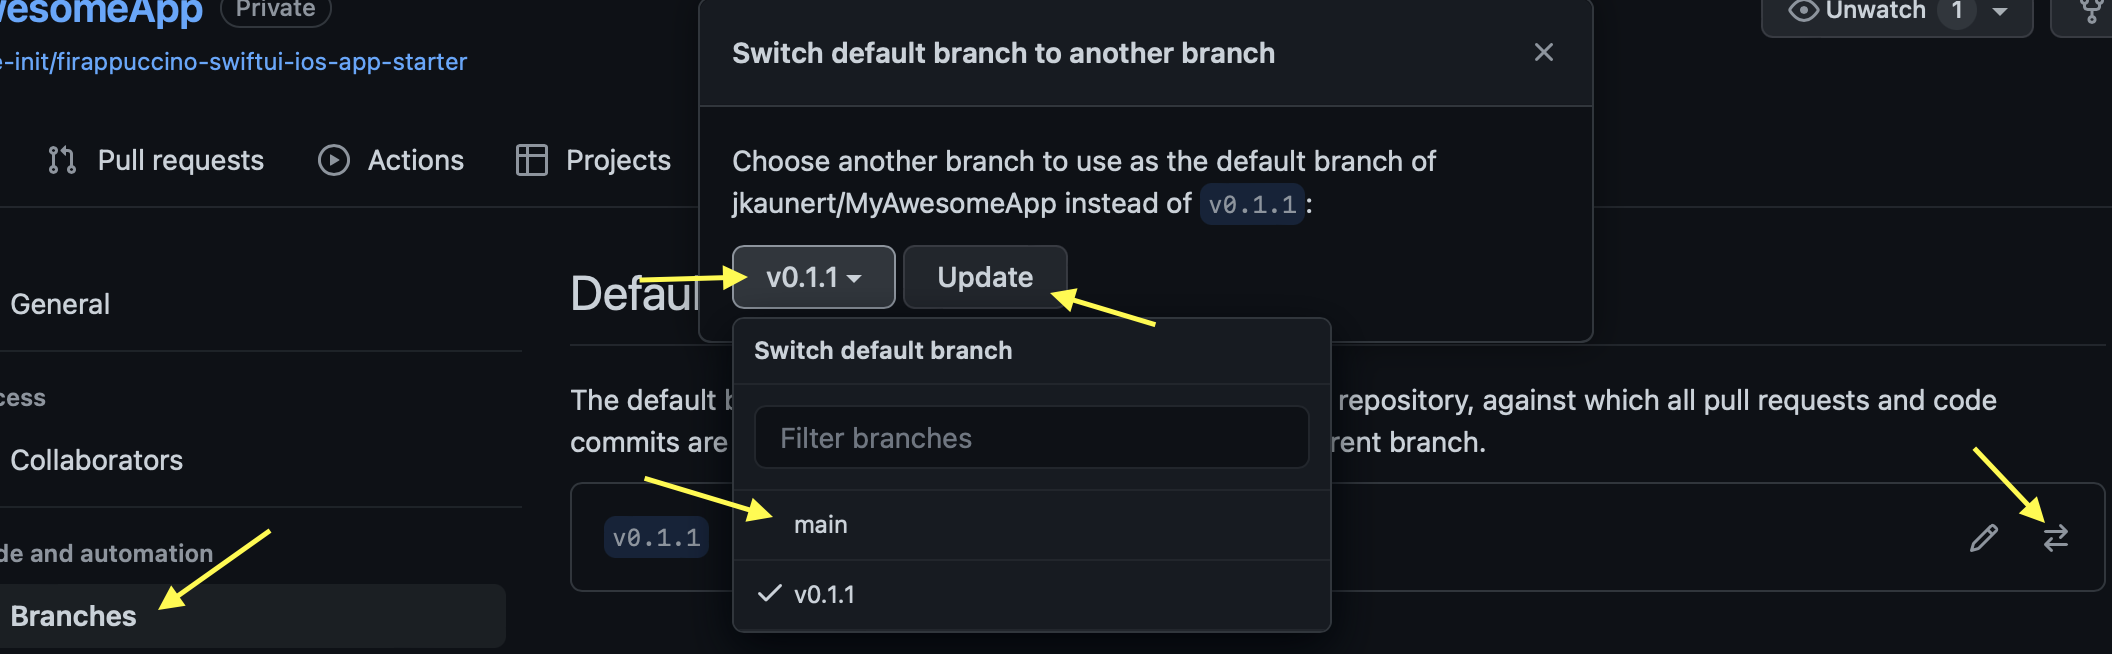 wesomeApp Private
e-init/firappuccino-swiftui-ios-app-starter
Unwatch 1
Pull requests Actions Projects
Switch default branch to another branch
Choose another branch to use as the default branch of
jkaunert/MyAwesomeApp instead of v0.1.1:
v0.1.1 Update
Switch default branch
Filter branches
main
v0.1.1
General
cess
Collaborators
de and automation
Branches
Defaul
The default b repository, against which all pull requests and code
commits are rent branch.
v0.1.1